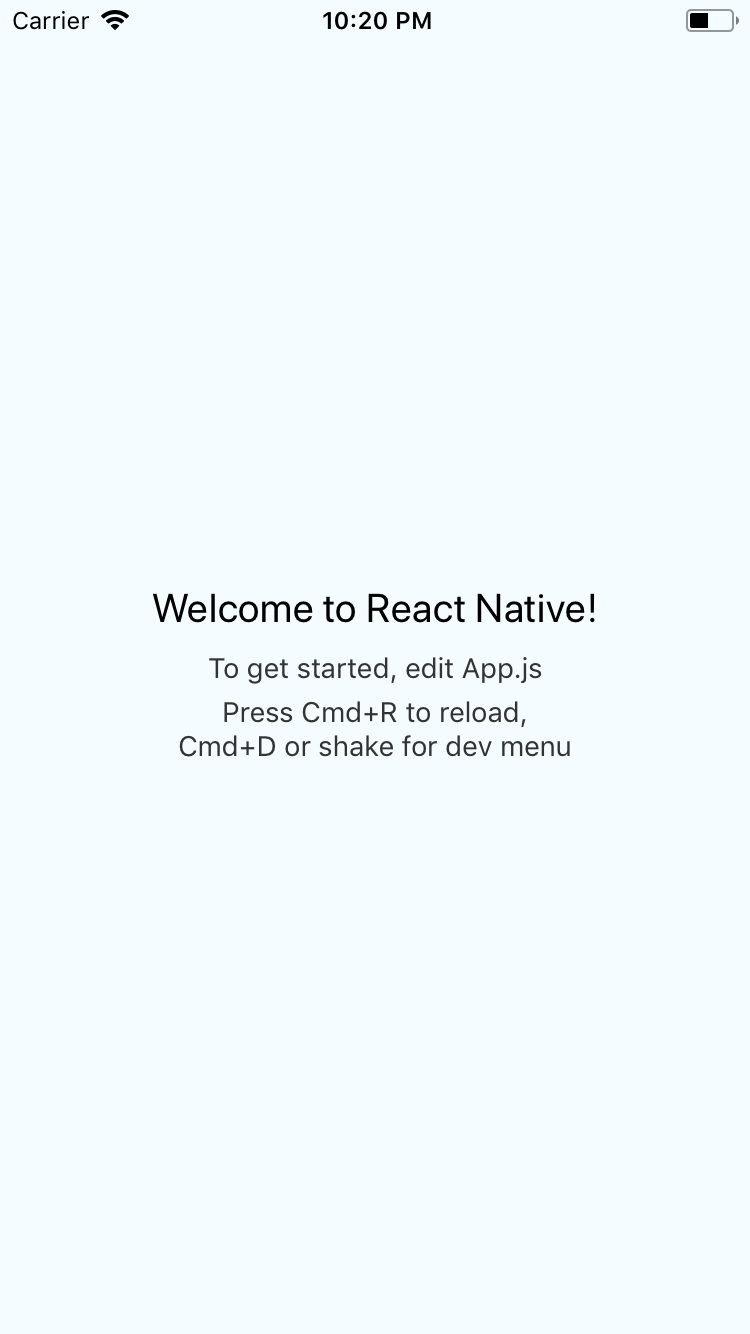 Carrier 10:20 PM
Welcome to React Native!
To get started, edit App.js
Press Cmd+R to reload,
Cmd+D or shake for dev menu